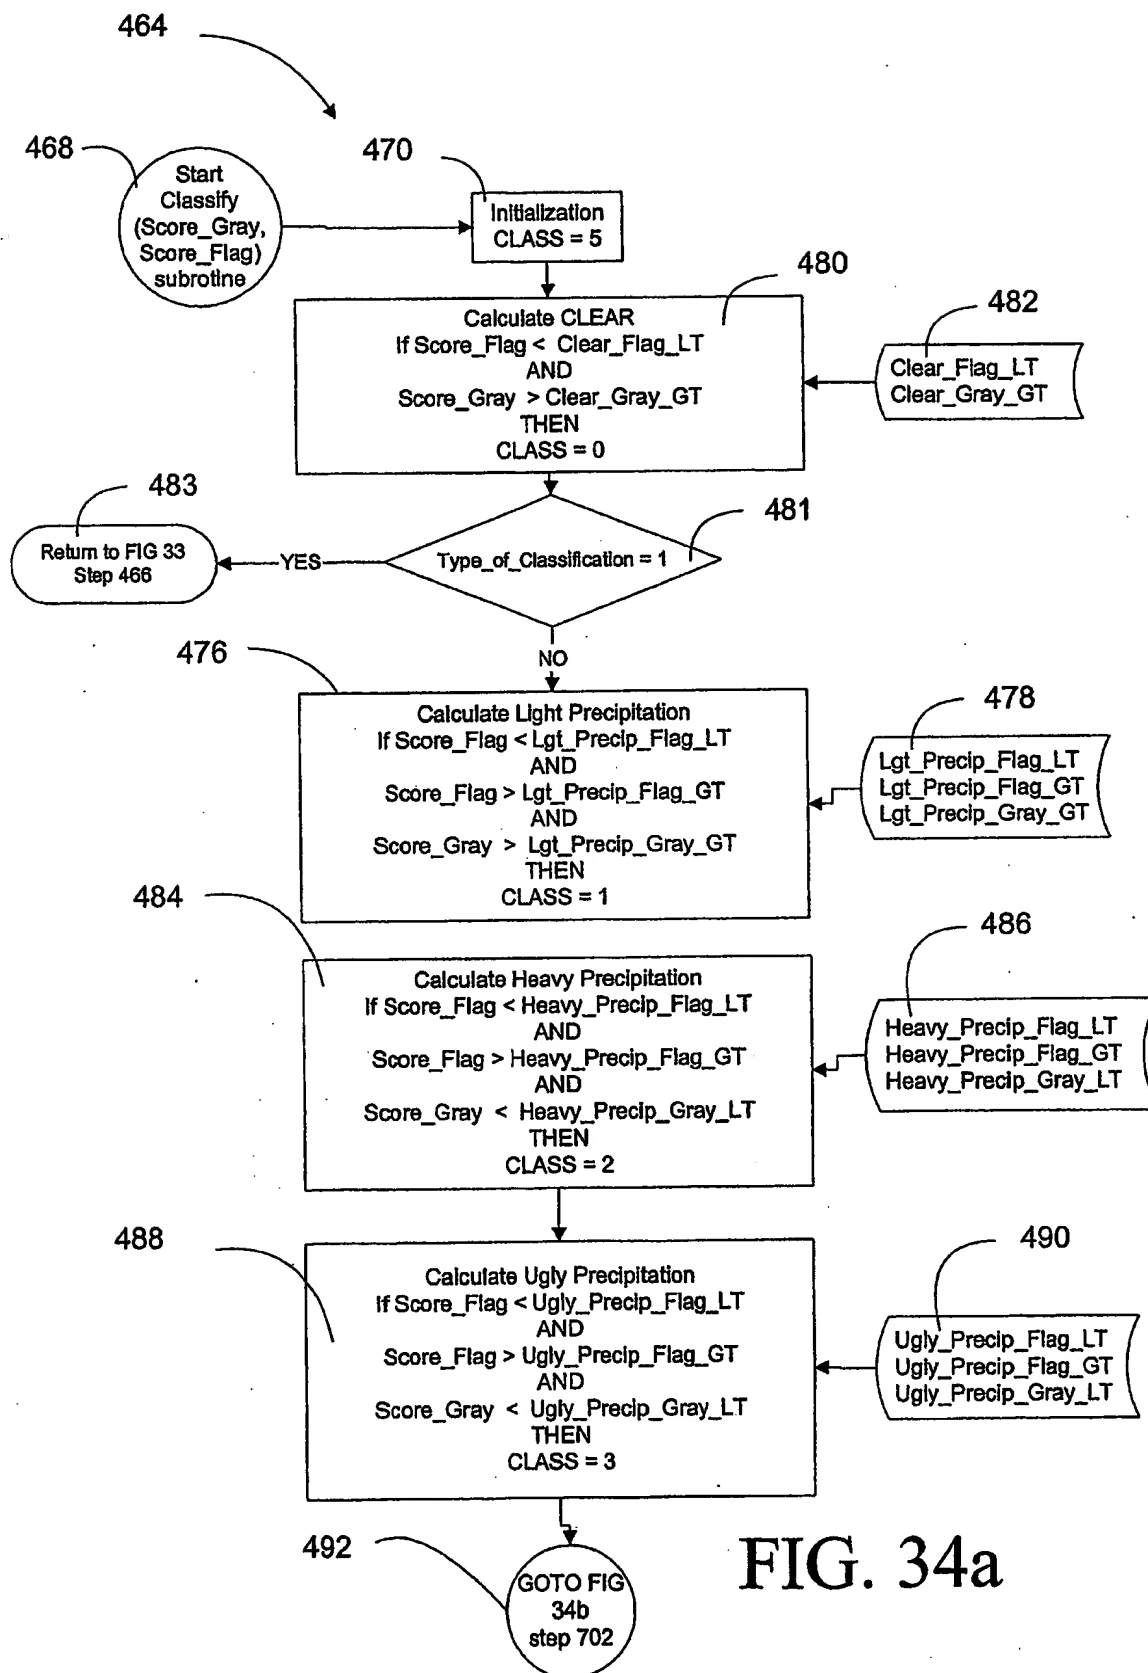 464
468
Start
Classify
(Score_Gray,
Score_Flag)
subrotine
470
Initialization
CLASS = 5
480
Calculate CLEAR
If Score_Flag < Clear_Flag_LT
AND
Score_Gray > Clear_Gray_GT
THEN
CLASS = 0
482
Clear_Flag_LT
Clear_Gray_GT
483
Return to FIG 33
Step 466
YES
481
Type_of_Classification = 1
NO
476
Calculate Light Precipitation
If Score_Flag < Lgt_Precip_Flag_LT
AND
Score_Flag > Lgt_Precip_Flag_GT
AND
Score_Gray > Lgt_Precip_Gray_GT
THEN
CLASS = 1
478
Lgt_Precip_Flag_LT
Lgt_Precip_Flag_GT
Lgt_Precip_Gray_GT
484
Calculate Heavy Precipitation
If Score_Flag < Heavy_Precip_Flag_LT
AND
Score_Flag > Heavy_Precip_Flag_GT
AND
Score_Gray < Heavy_Precip_Gray_LT
THEN
CLASS = 2
486
Heavy_Precip_Flag_LT
Heavy_Precip_Flag_GT
Heavy_Precip_Gray_LT
488
Calculate Ugly Precipitation
If Score_Flag < Ugly_Precip_Flag_LT
AND
Score_Flag > Ugly_Precip_Flag_GT
AND
Score_Gray < Ugly_Precip_Gray_LT
THEN
CLASS = 3
490
Ugly_Precip_Flag_LT
Ugly_Precip_Flag_GT
Ugly_Precip_Gray_LT
492
GOTO FIG
34b
step 702
FIG. 34a